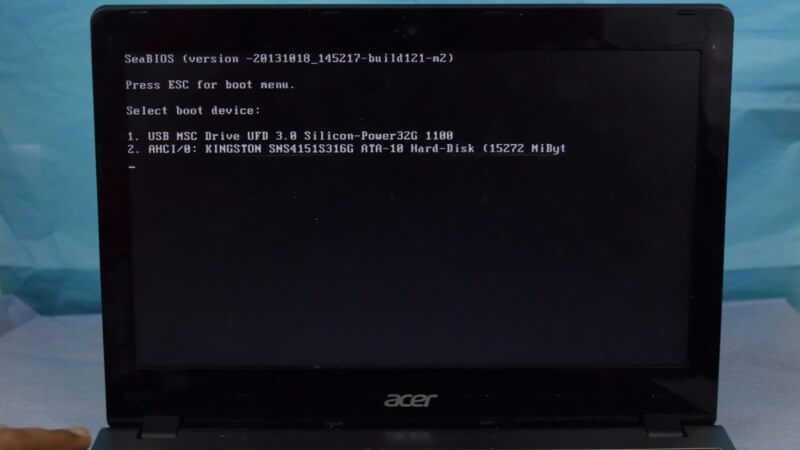 SeaBIOS (version -20131018_145217-build121-m2)
Press ESC for boot menu.
Select boot device:
1. USB MSC Drive UFD 3.0 Silicon-Power32G 1100
2. AHCI/0: KINGSTON SNS4151S316G ATA-10 Hard-Disk (15272 MiByt
acer